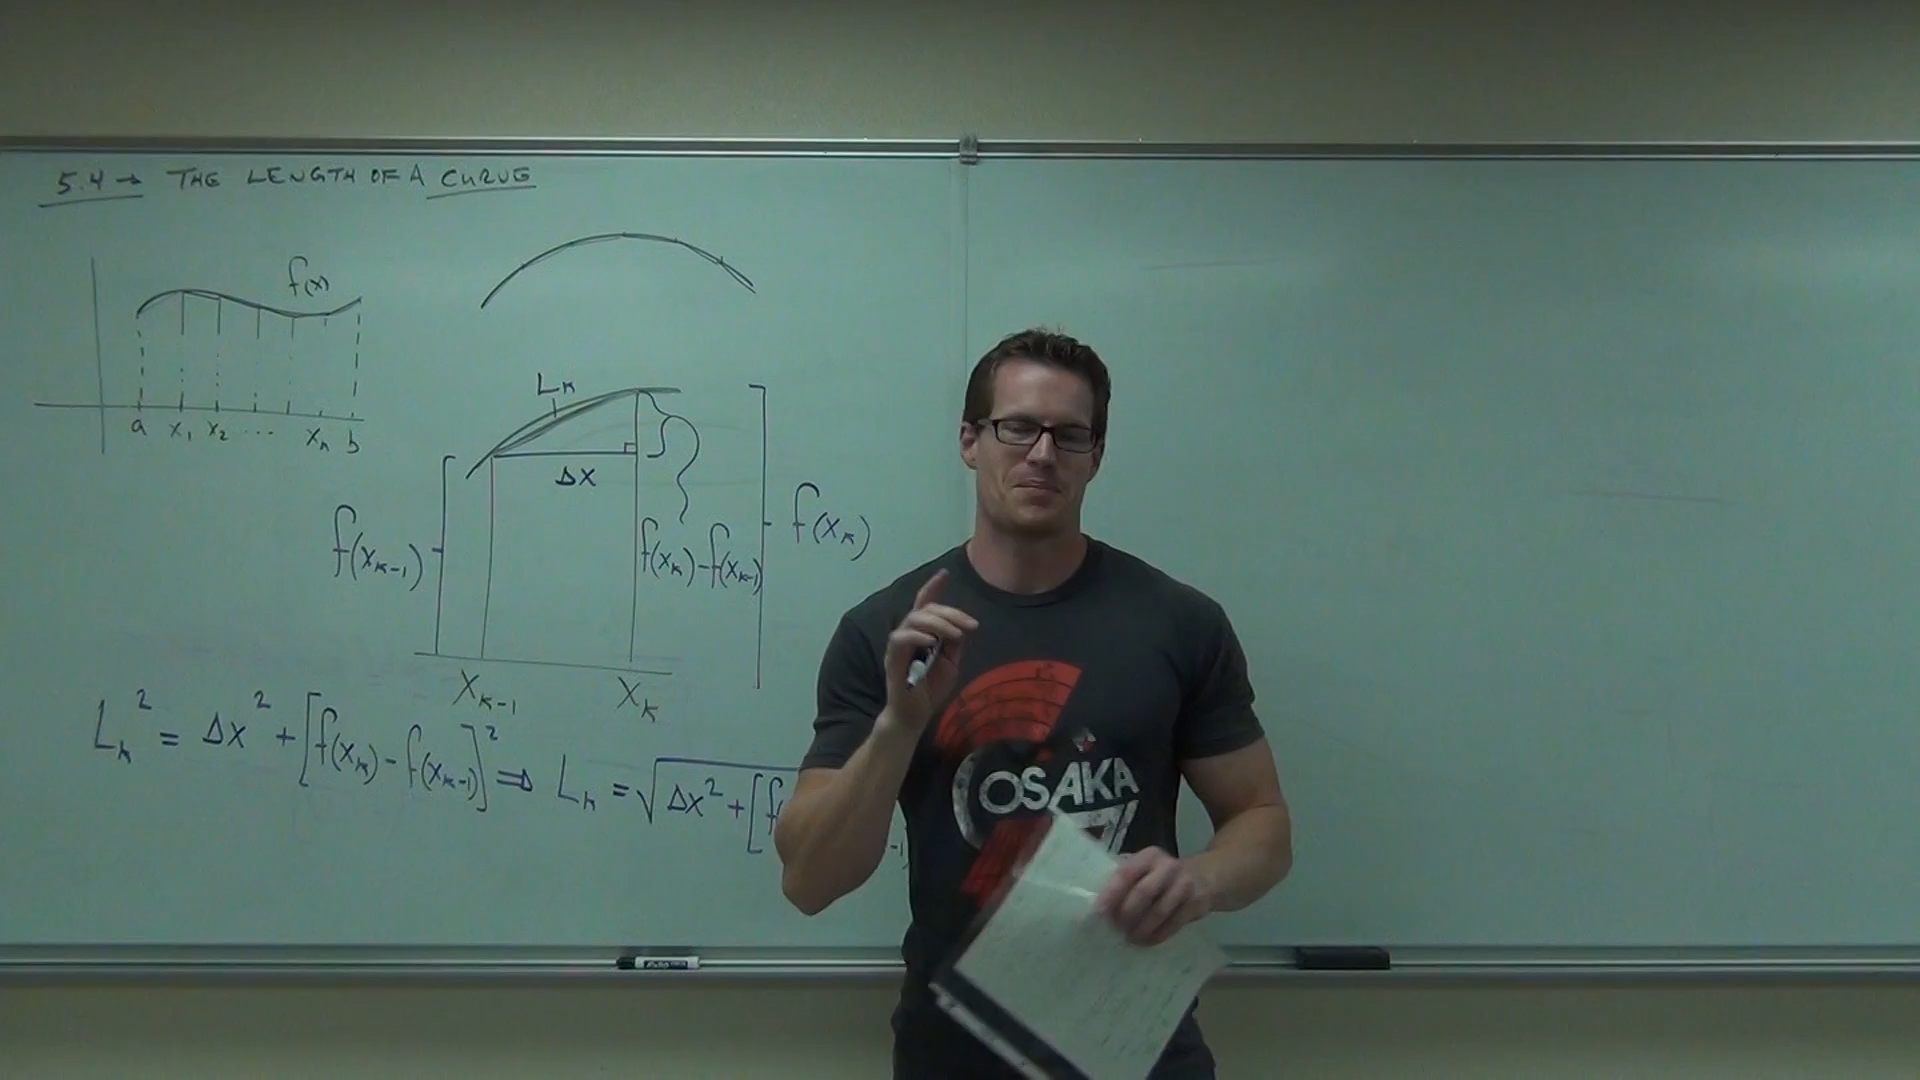 5.4 → THE LENGTH OF A CURVE
f(x)
a x₁ x₂ ... xₙ b
Lₖ
Δx
f(xₖ₋₁)
f(xₖ)-f(xₖ₋₁)
f(xₖ)
xₖ₋₁ xₖ
Lₖ² = Δx² + [f(xₖ)-f(xₖ₋₁)]² ⇒ Lₖ = √Δx² + [f(
-1)
OSAKA